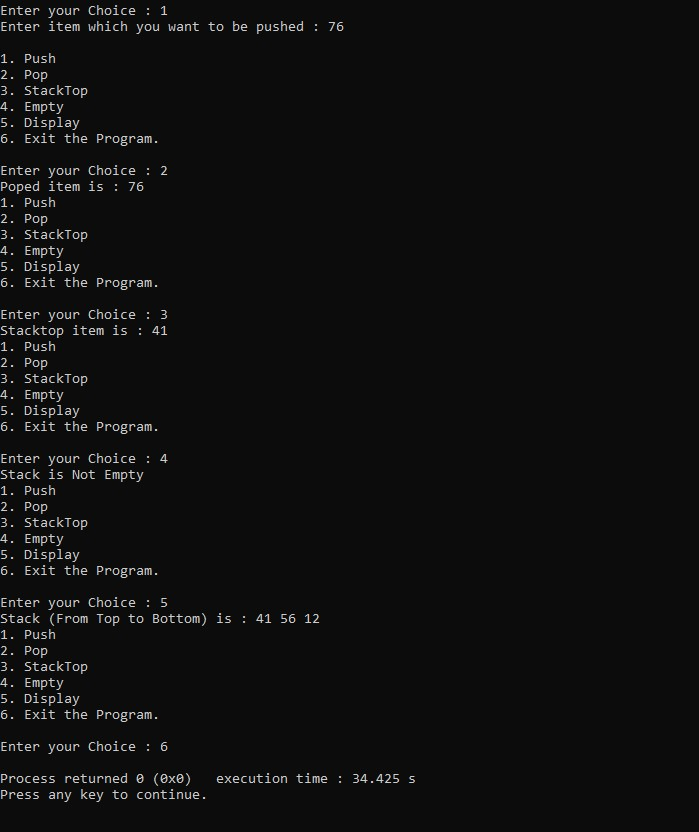 Enter your Choice : 1
Enter item which you want to be pushed : 76
1. Push
2. Pop
3. StackTop
4. Empty
5. Display
6. Exit the Program.
Enter your Choice : 2
Poped item is : 76
1. Push
2. Pop
3. StackTop
4. Empty
5. Display
6. Exit the Program.
Enter your Choice : 3
Stacktop item is : 41
1. Push
2. Pop
3. StackTop
4. Empty
5. Display
6. Exit the Program.
Enter your Choice : 4
Stack is Not Empty
1. Push
2. Pop
3. StackTop
4. Empty
5. Display
6. Exit the Program.
Enter your Choice : 5
Stack (From Top to Bottom) is : 41 56 12
1. Push
2. Pop
3. StackTop
4. Empty
5. Display
6. Exit the Program.
Enter your Choice : 6
Process returned 0 (0x0)   execution time : 34.425 s
Press any key to continue.